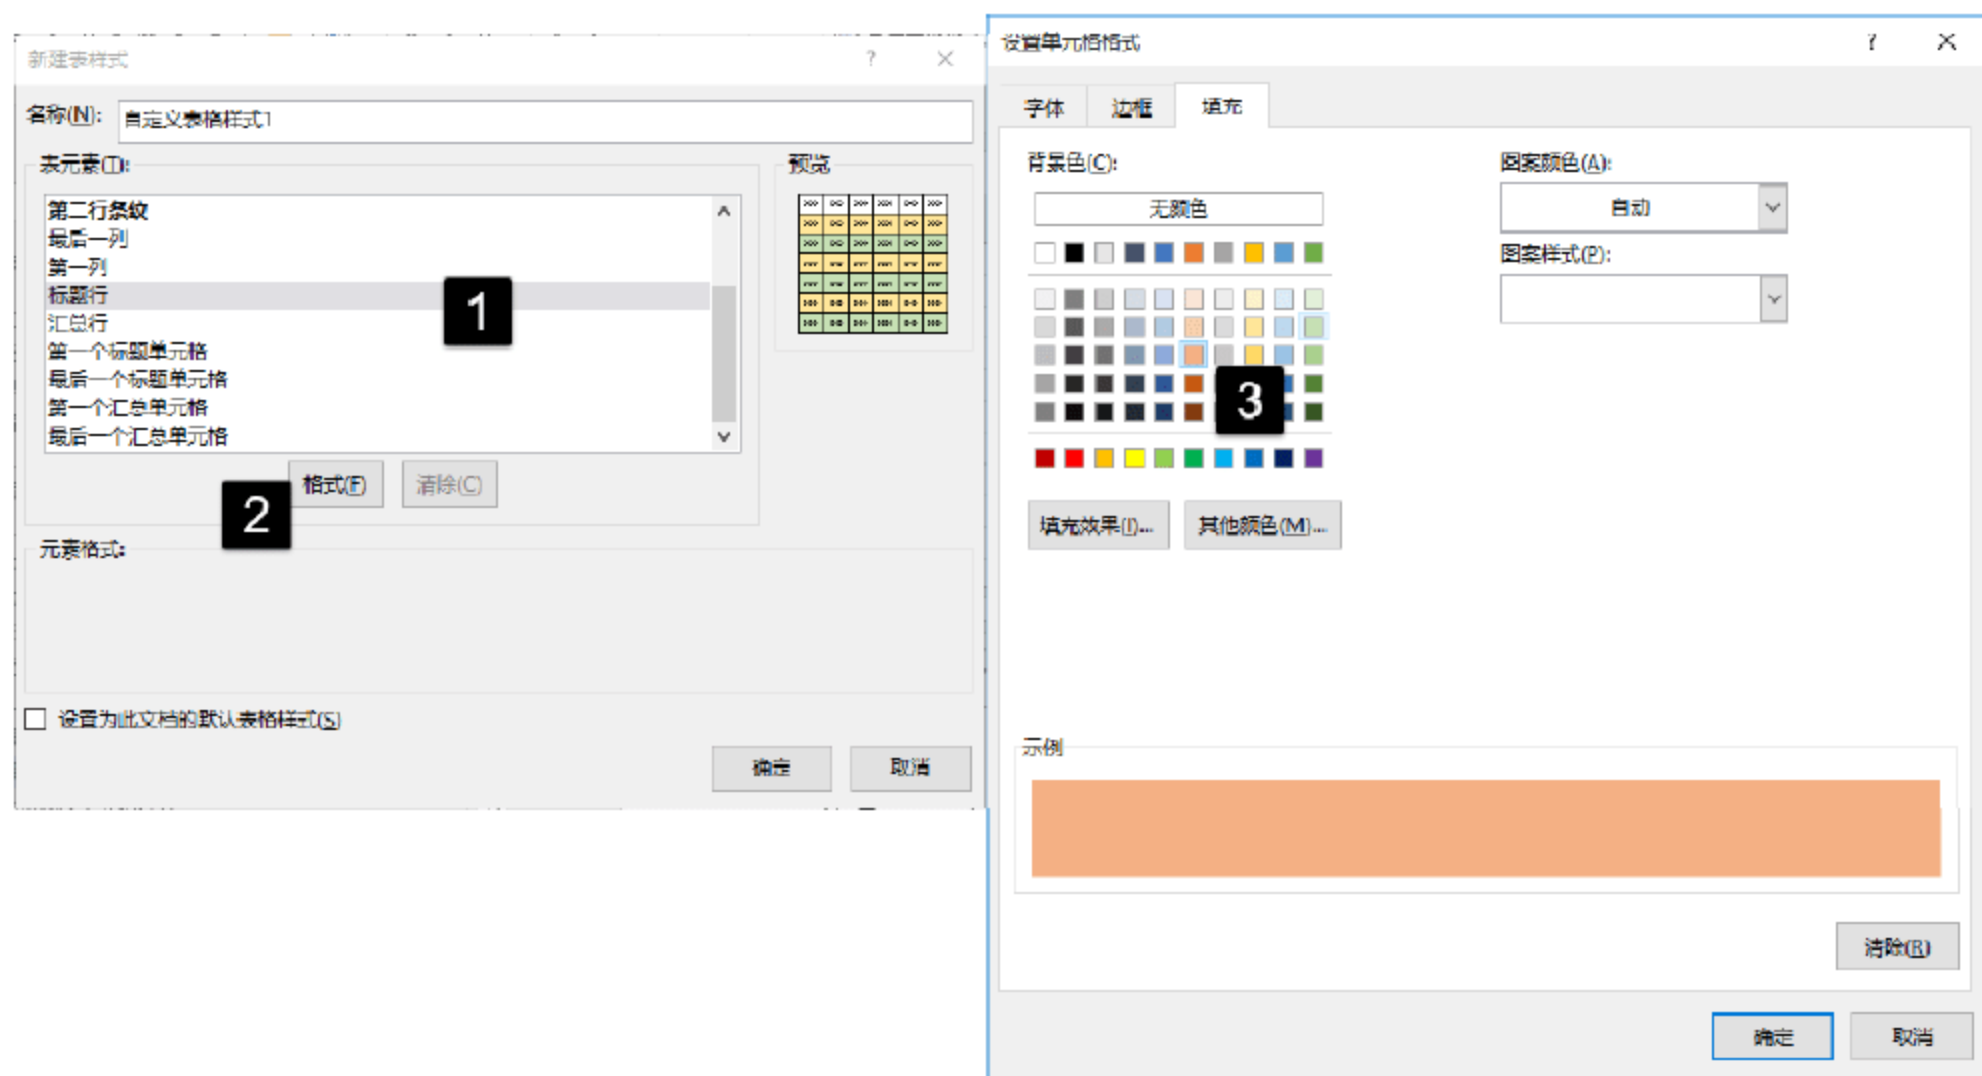 新建表样式
名称(N):
自定义表格样式1
表元素(T):
第二行条纹
最后一列
第一列
标题行
汇总行
第一个标题单元格
最后一个标题单元格
第一个汇总单元格
最后一个汇总单元格
1
预览
格式(F)
清除(C)
2
元素格式:
设置为此文档的默认表格样式(S)
确定
取消
设置单元格格式
字体
边框
填充
背景色(C):
无颜色
3
填充效果(I)...
其他颜色(M)...
图案颜色(A):
自动
图案样式(P):
示例
清除(R)
确定
取消